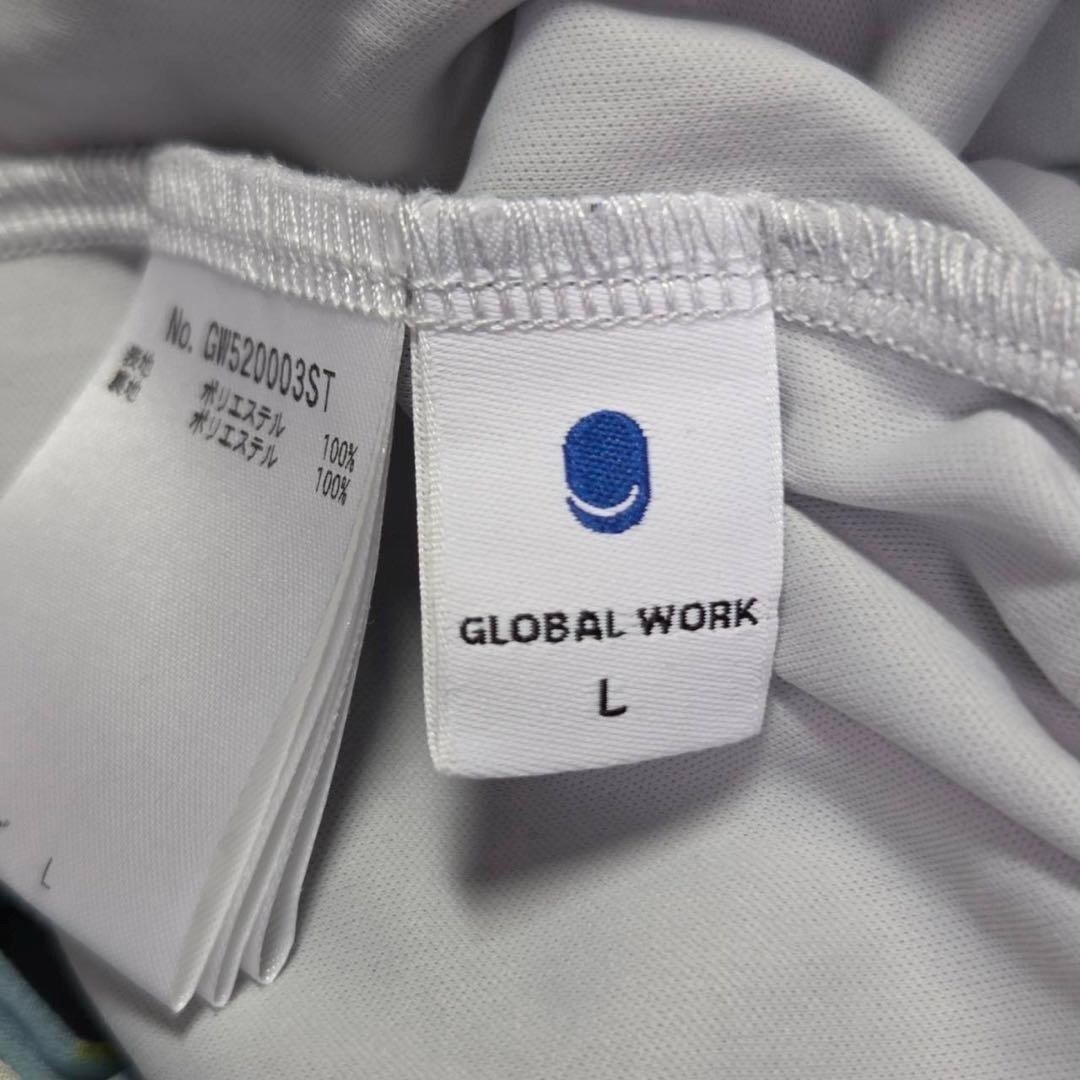 No. GW520003ST
表地 ポリエステル 100%
裏地 ポリエステル 100%
L
GLOBAL WORK
L